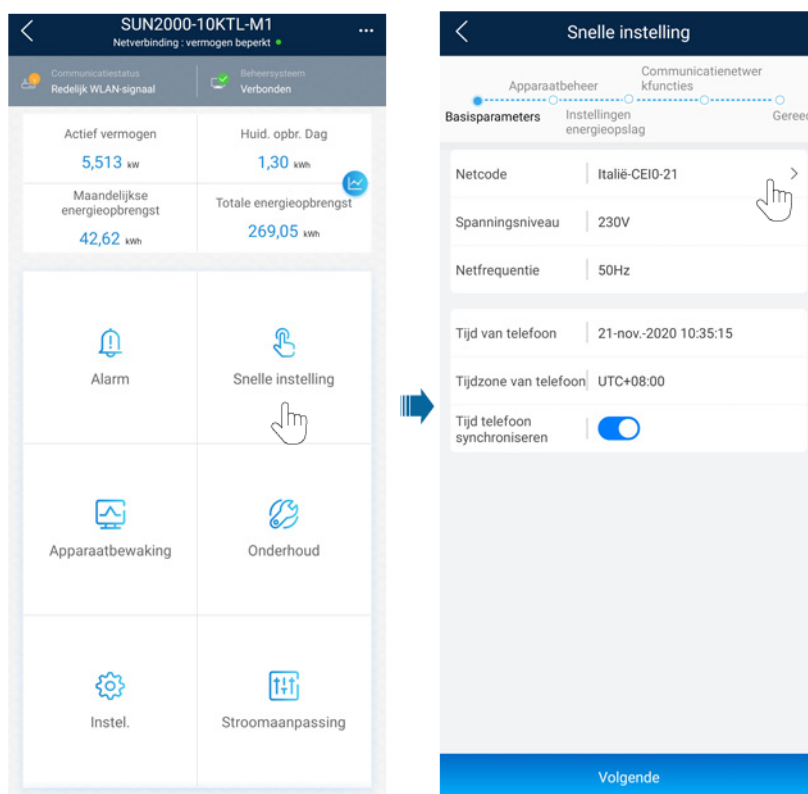 SUN2000-10KTL-M1
Netverbinding : vermogen beperkt
Communicatiestatus
Redelijk WLAN-signaal
Beheersysteem
Verbonden
Actief vermogen
5,513 kW
Huid. opbr. Dag
1,30 kWh
Maandelijkse
energieopbrengst
42,62 kWh
Totale energieopbrengst
269,05 kWh
Alarm
Snelle instelling
Apparaatbewaking
Onderhoud
Instel.
Stroomaanpassing
Snelle instelling
Basisparameters
Apparaatbeheer
Instellingen
energieopslag
Communicatienetwer
kfuncties
Gereed
Netcode
Italië-CEI0-21
Spanningsniveau
230V
Netfrequentie
50Hz
Tijd van telefoon
21-nov.-2020 10:35:15
Tijdzone van telefoon
UTC+08:00
Tijd telefoon
synchroniseren
Volgende